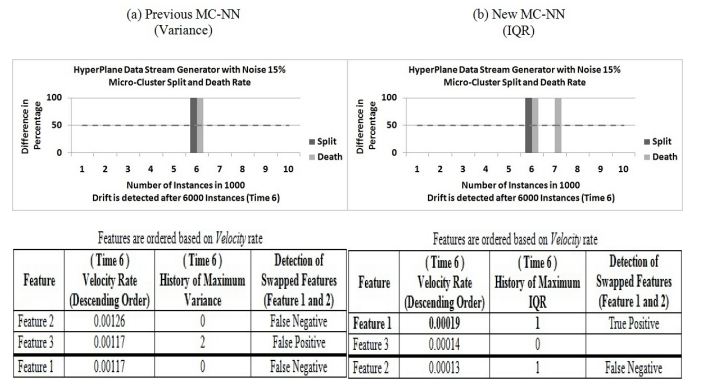 (a) Previous MC-NN
(Variance)
(b) New MC-NN
(IQR)
HyperPlane Data Stream Generator with Noise 15%
Micro-Cluster Split and Death Rate
Difference in
Percentage
100
50
0
1 2 3 4 5 6 7 8 9 10
Split
Death
Number of Instances in 1000
Drift is detected after 6000 Instances (Time 6)
HyperPlane Data Stream Generator with Noise 15%
Micro-Cluster Split and Death Rate
Difference in
Percentage
100
50
0
1 2 3 4 5 6 7 8 9 10
Split
Death
Number of Instances in 1000
Drift is detected after 6000 Instances (Time 6)
Features are ordered based on Velocity rate
Feature
(Time 6)
Velocity Rate
(Descending Order)
(Time 6)
History of Maximum
Variance
Detection of
Swapped Features
(Feature 1 and 2)
Feature 2 0.00126 0 False Negative
Feature 3 0.00117 2 False Positive
Feature 1 0.00117 0 False Negative
Features are ordered based on Velocity rate
Feature
(Time 6)
Velocity Rate
(Descending Order)
(Time 6)
History of Maximum
IQR
Detection of
Swapped Features
(Feature 1 and 2)
Feature 1 0.00019 1 True Positive
Feature 3 0.00014 0
Feature 2 0.00013 1 False Negative